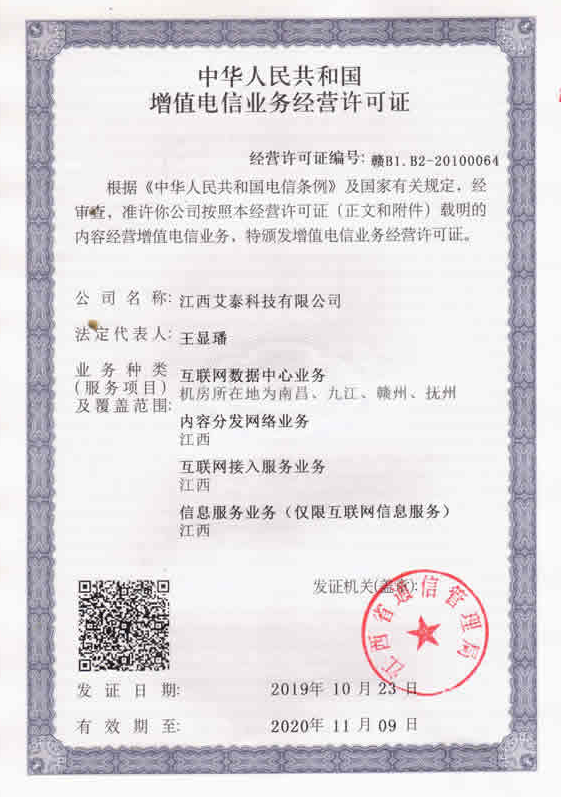 中华人民共和国
增值电信业务经营许可证
经营许可证编号: 赣B1.B2-20100064
根据《中华人民共和国电信条例》及国家有关规定，经
审查，准许你公司按照本经营许可证（正文和附件）载明的
内容经营增值电信业务，特颁发增值电信业务经营许可证。
公司名称: 江西艾泰科技有限公司
法定代表人: 王显璠
业务种类
(服务项目)
及覆盖范围:
互联网数据中心业务
机房所在地为南昌、九江、赣州、抚州
内容分发网络业务
江西
互联网接入服务业务
江西
信息服务业务（仅限互联网信息服务）
江西
发证机关(盖章):
江西省通信管理局
发证日期: 2019年 10 月 23 日
有效期至: 2020年 11 月 09 日